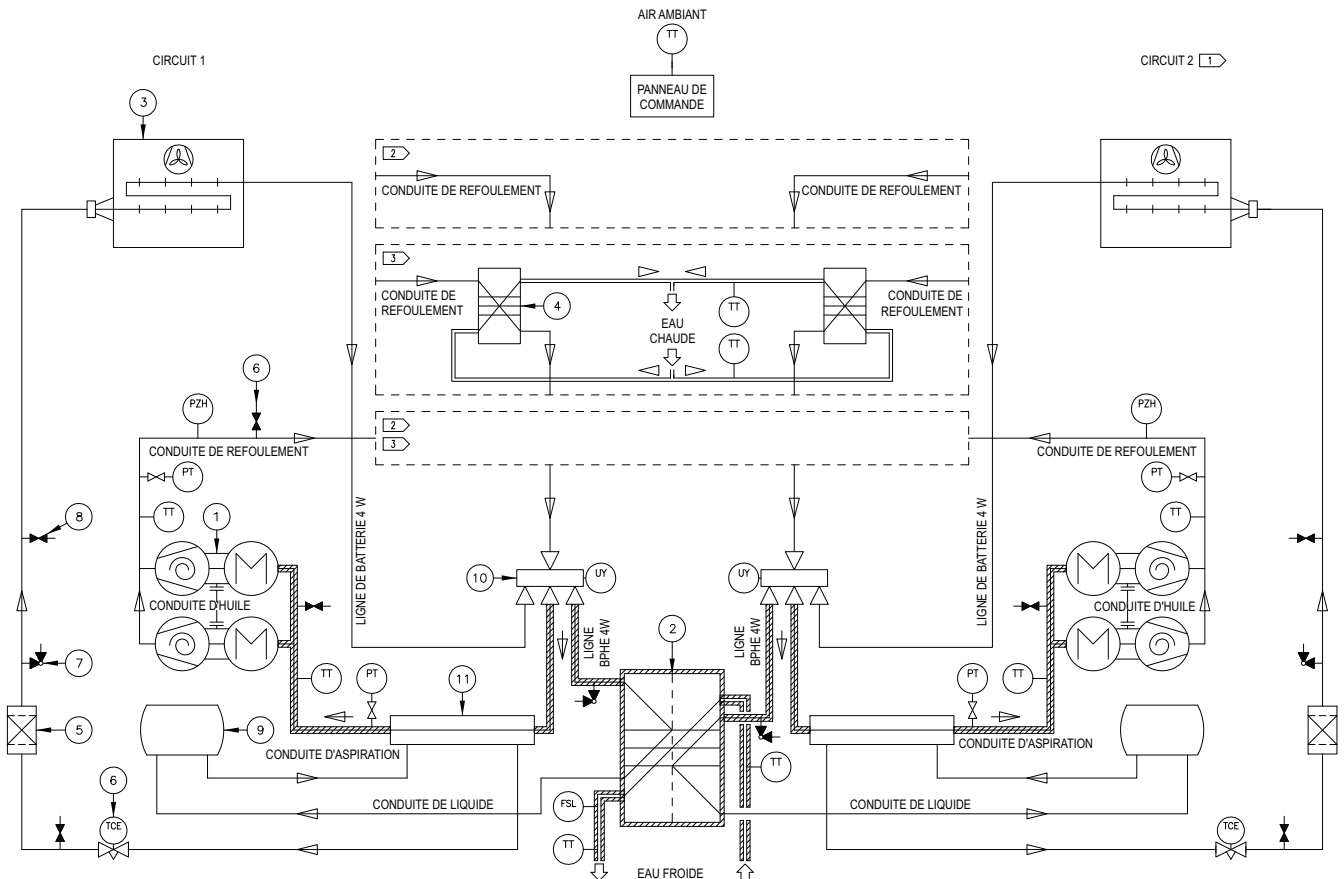 AIR AMBIANT
TT
PANNEAU DE
COMMANDE
CIRCUIT 1
CIRCUIT 2 1
3
2
CONDUITE DE REFOULEMENT
CONDUITE DE REFOULEMENT
3
CONDUITE DE
REFOULEMENT
4
EAU
CHAUDE
TT
TT
CONDUITE DE
REFOULEMENT
2
3
6
PZH
CONDUITE DE REFOULEMENT
PT
TT
8
1
CONDUITE D'HUILE
7
5
9
TT
PT
11
CONDUITE D'ASPIRATION
LIGNE DE BATTERIE 4 W
10
UY
LIGNE
BPHE 4W
2
UY
LIGNE
BPHE 4W
LIGNE DE BATTERIE 4 W
PZH
CONDUITE DE REFOULEMENT
PT
TT
CONDUITE D'HUILE
PT
TT
CONDUITE D'ASPIRATION
TT
6
TCE
CONDUITE DE LIQUIDE
FSL
TT
CONDUITE DE LIQUIDE
TCE
EAU FROIDE